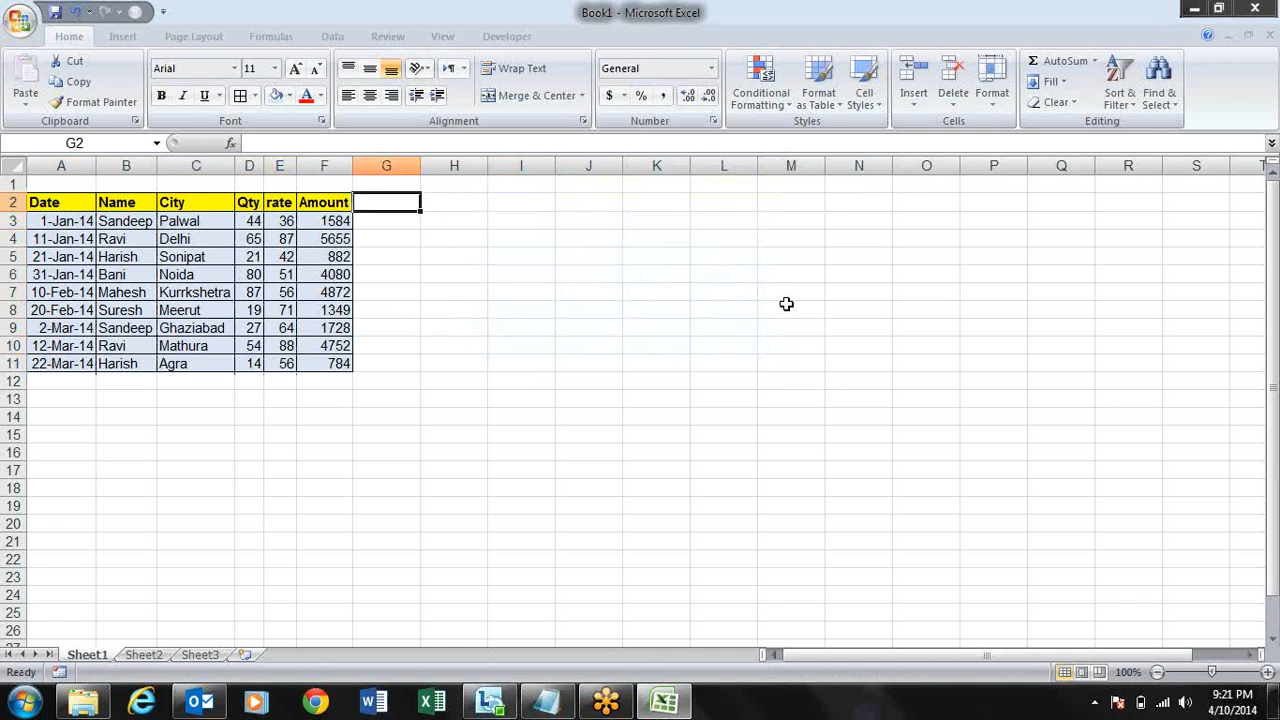 Book1 - Microsoft Excel
Home Insert Page Layout Formulas Data Review View Developer
Paste
Cut
Copy
Format Painter
Clipboard
Arial 11
Font
Wrap Text
Merge & Center
Alignment
General
$ % ,
Number
Conditional Formatting
Format as Table
Cell Styles
Styles
Insert Delete Format
Cells
Σ AutoSum
Fill
Clear
Sort & Filter
Find & Select
Editing
G2 fx
A B C D E F G H I J K L M N O P Q R S T
1
2 Date Name City Qty rate Amount
3 1-Jan-14 Sandeep Palwal 44 36 1584
4 11-Jan-14 Ravi Delhi 65 87 5655
5 21-Jan-14 Harish Sonipat 21 42 882
6 31-Jan-14 Bani Noida 80 51 4080
7 10-Feb-14 Mahesh Kurrkshetra 87 56 4872
8 20-Feb-14 Suresh Meerut 19 71 1349
9 2-Mar-14 Sandeep Ghaziabad 27 64 1728
10 12-Mar-14 Ravi Mathura 54 88 4752
11 22-Mar-14 Harish Agra 14 56 784
12
13
14
15
16
17
18
19
20
21
22
23
24
25
26
27
Sheet1 Sheet2 Sheet3
Ready 100%
9:21 PM
4/10/2014